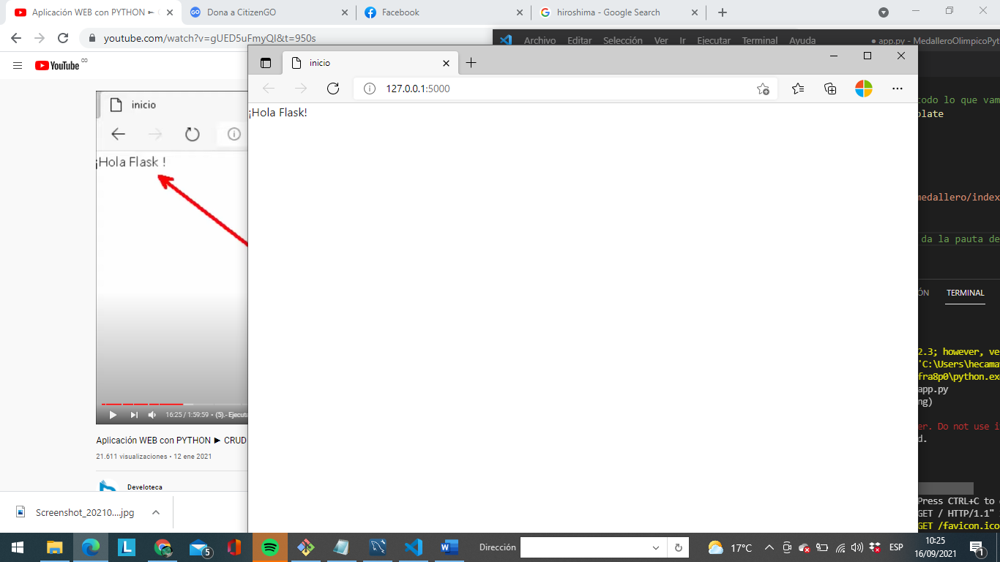 Aplicación WEB con PYTHON ►
Dona a CitizenGO
Facebook
hiroshima - Google Search
youtube.com/watch?v=gUED5uFmyQI&t=950s
Archivo Editar Selección Ver Ir Ejecutar Terminal Ayuda
● app.py - MedalleroOlimpicoPyt
YouTube CO
inicio
127.0.0.1:5000
¡Hola Flask!
inicio
¡Hola Flask !
todo lo que vam
plate
medallero/index
da la pauta de
ÓN TERMINAL
2.3; however, ve
'C:\Users\hecama
fra8p0\python.ex
app.py
ng)
er. Do not use i
d.
Press CTRL+C to
GET / HTTP/1.1"
GET /favicon.ico
16:25 / 1:59:59 • (5).- Ejecuta
Aplicación WEB con PYTHON ► CRUD
21.611 visualizaciones • 12 ene 2021
Develoteca
Screenshot_20210....jpg
L
5
Dirección
17°C
ESP
10:25
16/09/2021
1